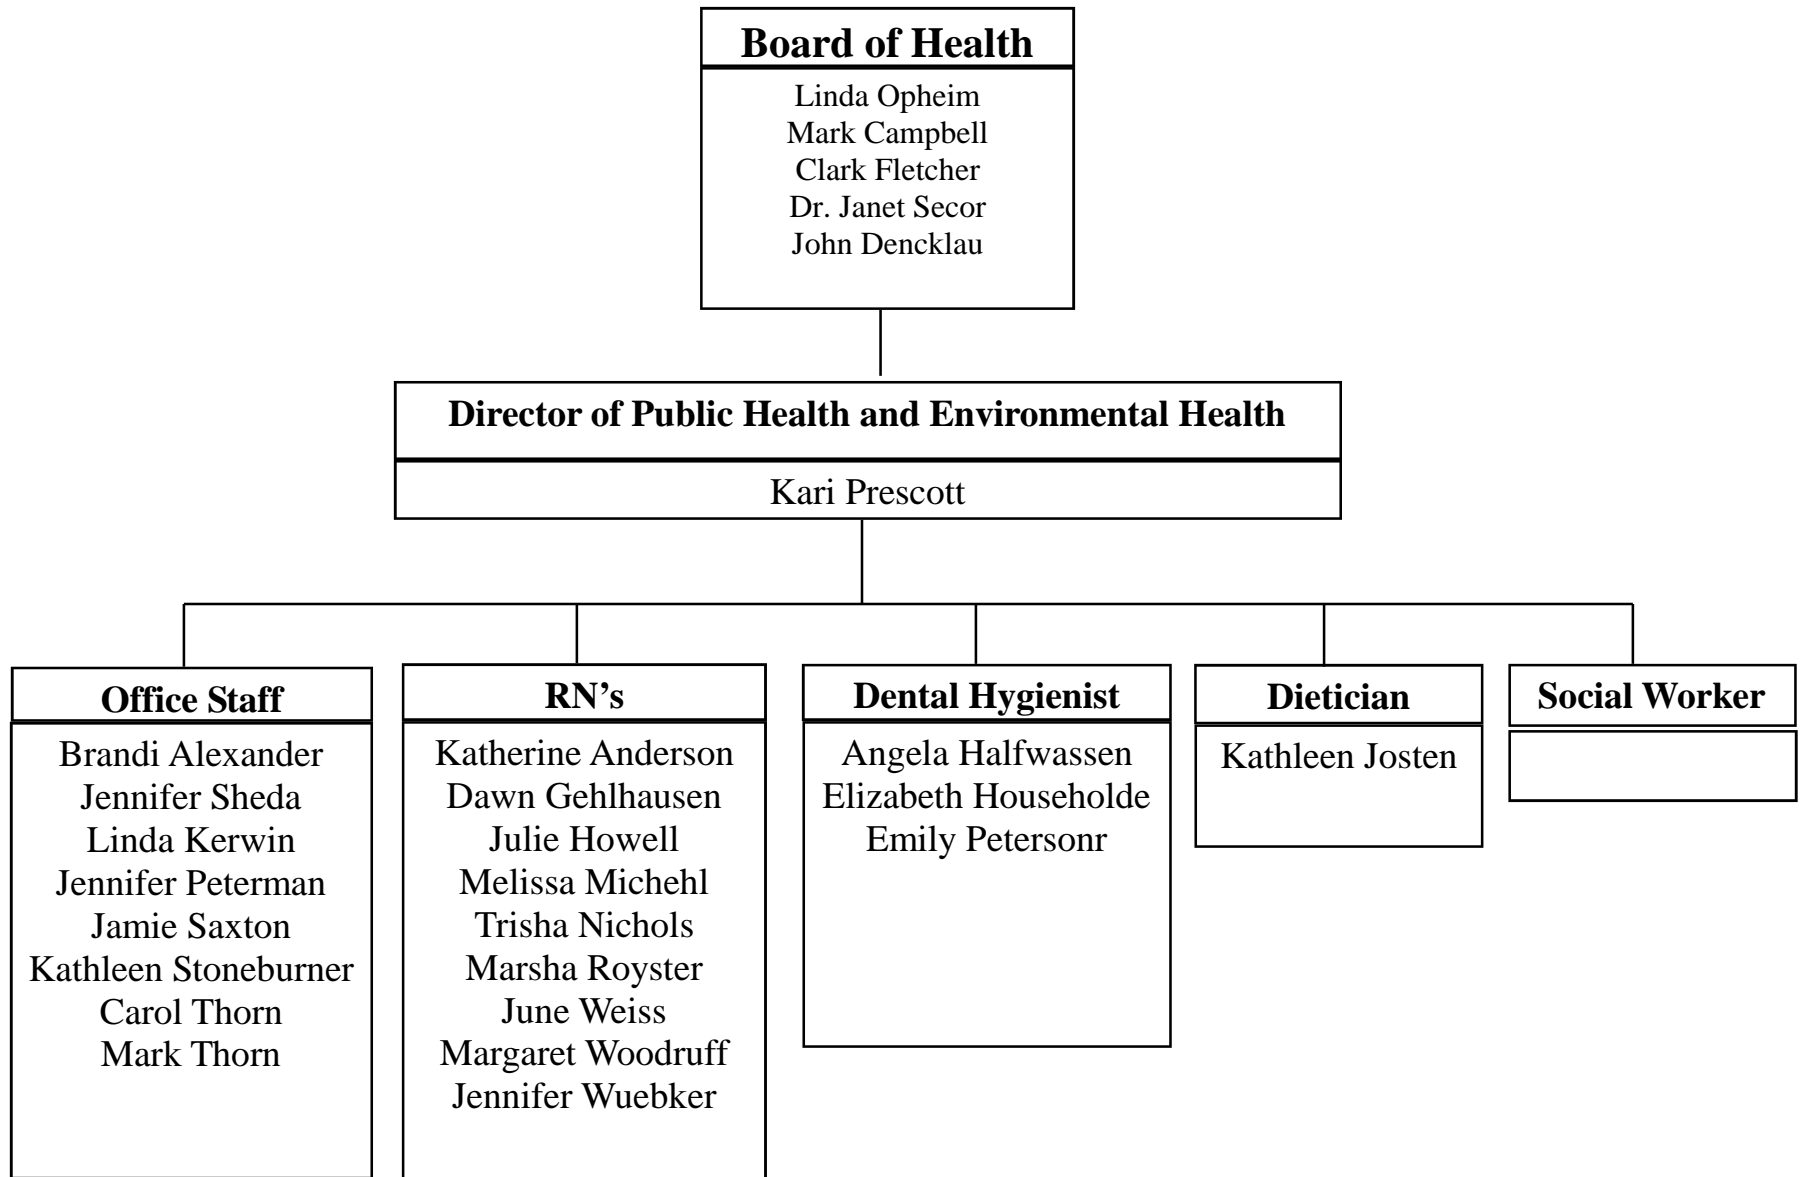 Board of Health
Linda Opheim
Mark Campbell
Clark Fletcher
Dr. Janet Secor
John Dencklau
Director of Public Health and Environmental Health
Kari Prescott
Office Staff
Brandi Alexander
Jennifer Sheda
Linda Kerwin
Jennifer Peterman
Jamie Saxton
Kathleen Stoneburner
Carol Thorn
Mark Thorn
RN’s
Katherine Anderson
Dawn Gehlhausen
Julie Howell
Melissa Michehl
Trisha Nichols
Marsha Royster
June Weiss
Margaret Woodruff
Jennifer Wuebker
Dental Hygienist
Angela Halfwassen
Elizabeth Householde
Emily Petersonr
Dietician
Kathleen Josten
Social Worker